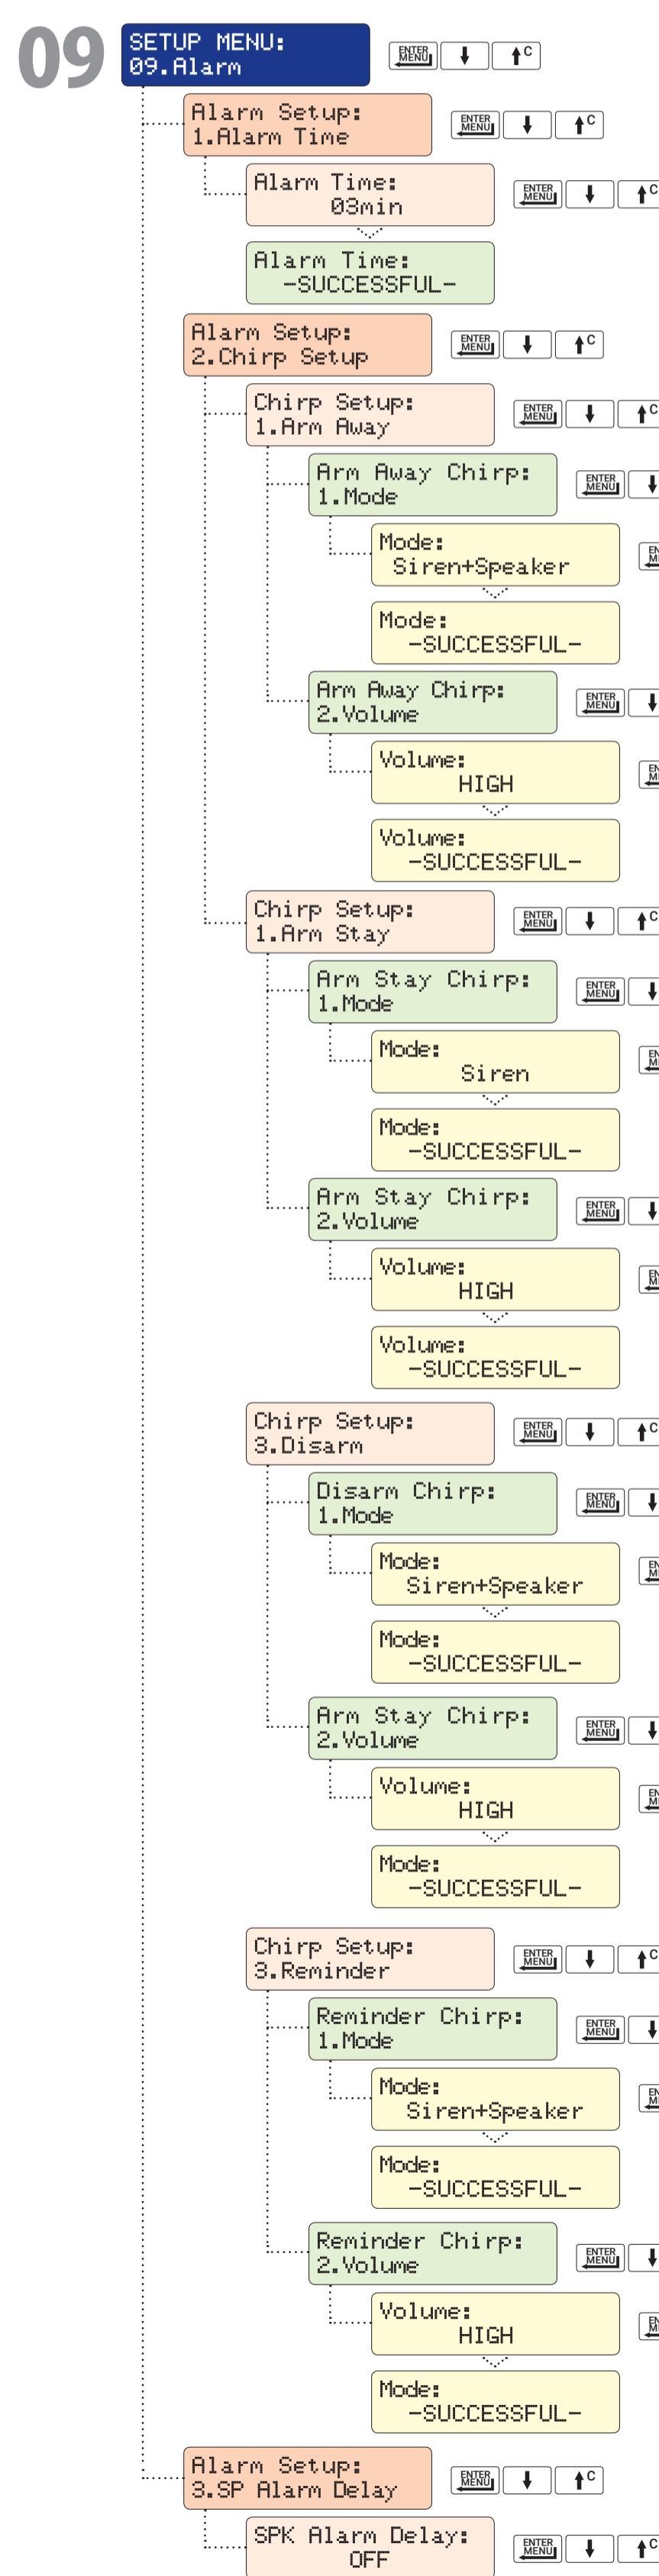 09
SETUP MENU:
09.Alarm
ENTER
MENU
C
Alarm Setup:
1.Alarm Time
ENTER
MENU
C
Alarm Time:
03min
ENTER
MENU
C
Alarm Time:
-SUCCESSFUL-
Alarm Setup:
2.Chirp Setup
ENTER
MENU
C
Chirp Setup:
1.Arm Away
ENTER
MENU
C
Arm Away Chirp:
1.Mode
ENTER
MENU
Mode:
Siren+Speaker
EN
M
Mode:
-SUCCESSFUL-
Arm Away Chirp:
2.Volume
ENTER
MENU
Volume:
HIGH
EN
M
Volume:
-SUCCESSFUL-
Chirp Setup:
1.Arm Stay
ENTER
MENU
C
Arm Stay Chirp:
1.Mode
ENTER
MENU
Mode:
Siren
EN
M
Mode:
-SUCCESSFUL-
Arm Stay Chirp:
2.Volume
ENTER
MENU
Volume:
HIGH
EN
M
Volume:
-SUCCESSFUL-
Chirp Setup:
3.Disarm
ENTER
MENU
C
Disarm Chirp:
1.Mode
ENTER
MENU
Mode:
Siren+Speaker
EN
M
Mode:
-SUCCESSFUL-
Arm Stay Chirp:
2.Volume
ENTER
MENU
Volume:
HIGH
EN
M
Mode:
-SUCCESSFUL-
Chirp Setup:
3.Reminder
ENTER
MENU
C
Reminder Chirp:
1.Mode
ENTER
MENU
Mode:
Siren+Speaker
EN
M
Mode:
-SUCCESSFUL-
Reminder Chirp:
2.Volume
ENTER
MENU
Volume:
HIGH
EN
M
Mode:
-SUCCESSFUL-
Alarm Setup:
3.SP Alarm Delay
ENTER
MENU
C
SPK Alarm Delay:
OFF
ENTER
MENU
C